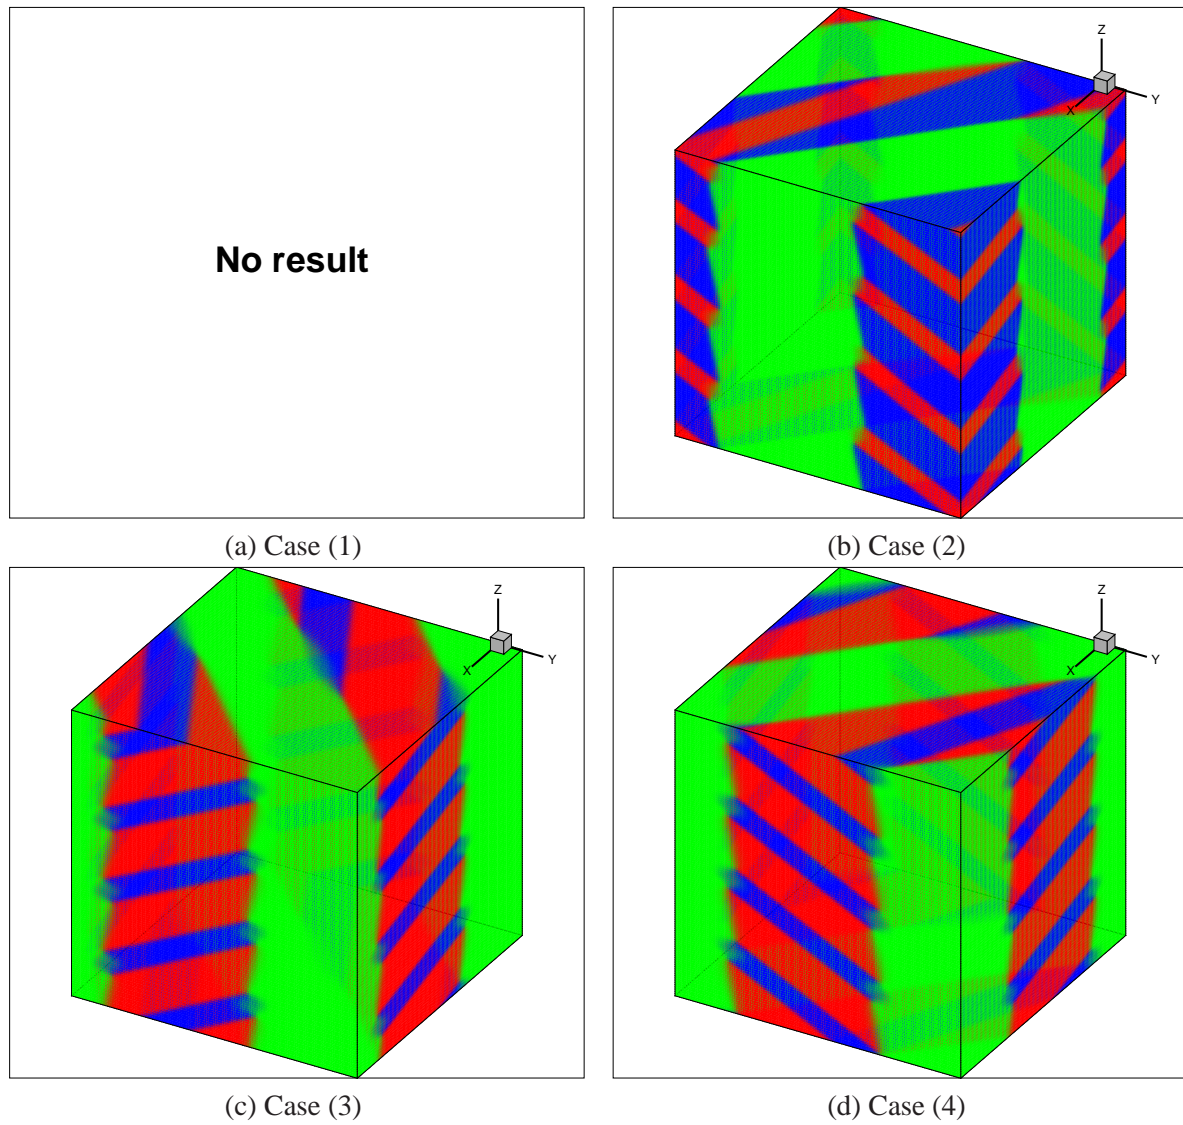 No result
Z
X
Y
(a) Case (1)
(b) Case (2)
Z
X
Y
Z
X
Y
(c) Case (3)
(d) Case (4)